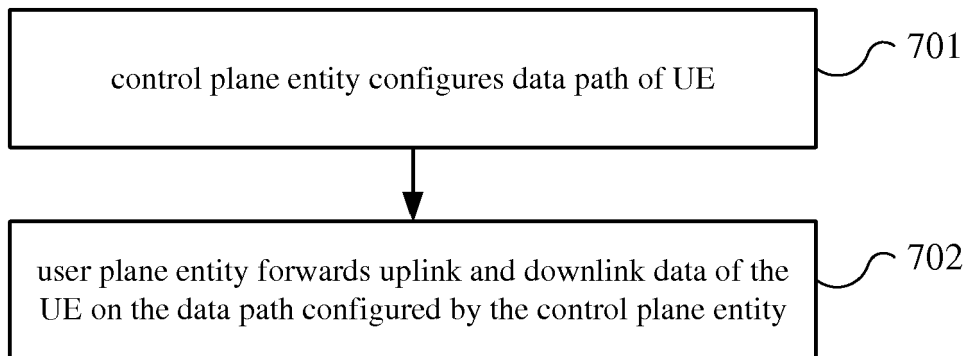 control plane entity configures data path of UE
701
user plane entity forwards uplink and downlink data of the
UE on the data path configured by the control plane entity
702